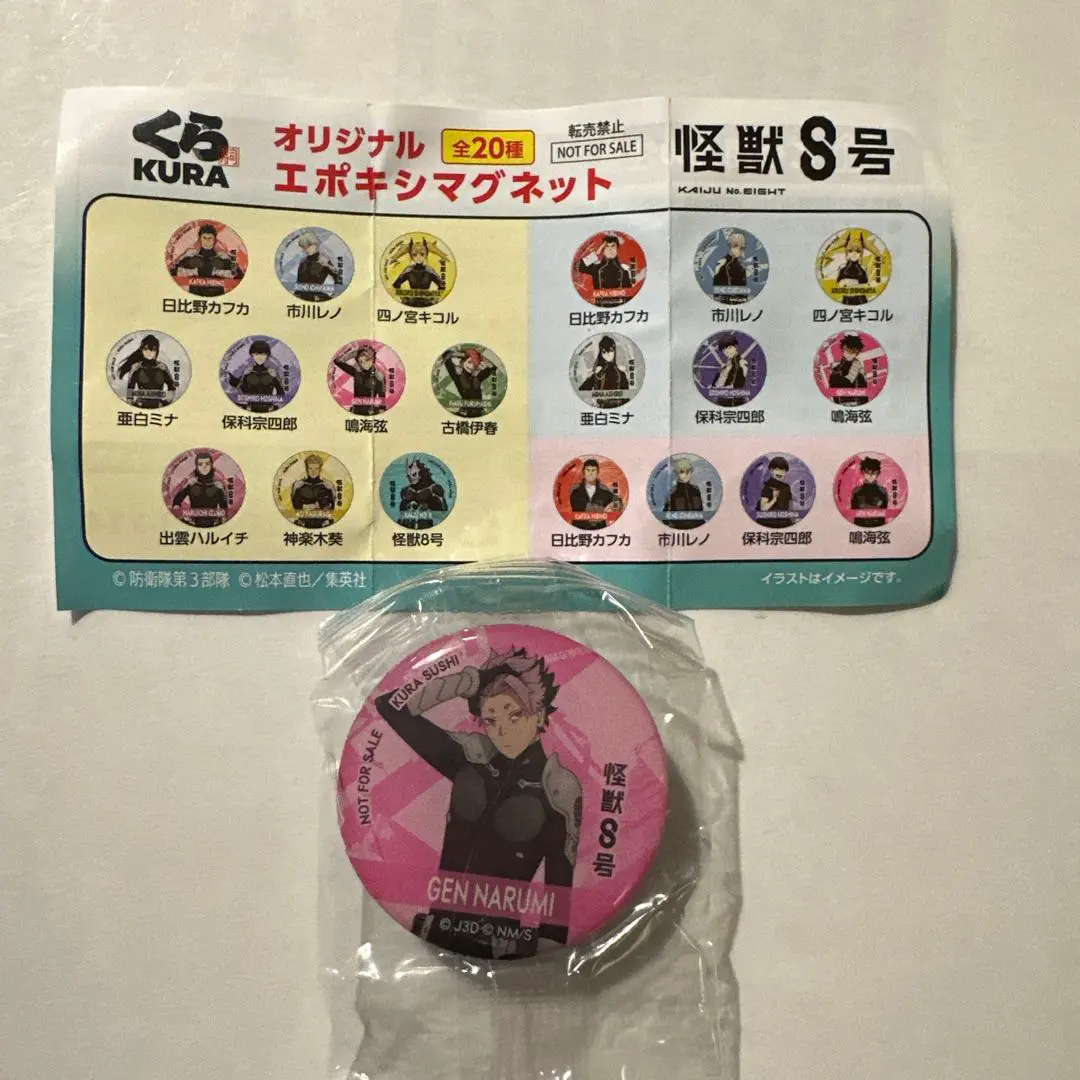 くら
KURA
オリジナル 全20種
エポキシマグネット
転売禁止
NOT FOR SALE
怪獣8号
KAIJU No. EIGHT
日比野カフカ 市川レノ 四ノ宮キコル
亜白ミナ 保科宗四郎 鳴海弦 古橋伊春
出雲ハルイチ 神楽木葵 怪獣8号
日比野カフカ 市川レノ 四ノ宮キコル
亜白ミナ 保科宗四郎 鳴海弦
日比野カフカ 市川レノ 保科宗四郎 鳴海弦
© 防衛隊第3部隊 © 松本直也/集英社
イラストはイメージです。
KURA SUSHI
NOT FOR SALE
怪獣8号
GEN NARUMI
© J3D © NM/S